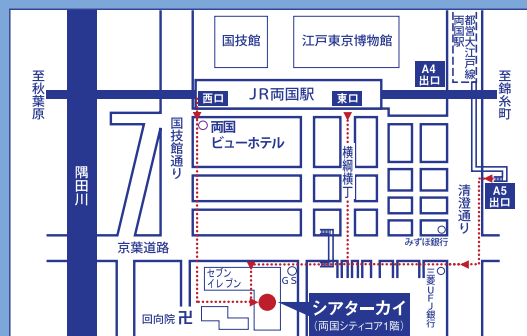 国技館
江戸東京博物館
都営大江戸線
両国駅
A4
出口
至秋葉原
西口
JR両国駅
東口
至錦糸町
国技館通り
両国
ビューホテル
横綱横丁
隅田川
清澄通り
A5
出口
みずほ銀行
京葉道路
セブン
イレブン
GS
三菱UFJ銀行
回向院
卍
シアターカイ
(両国シティコア1階)